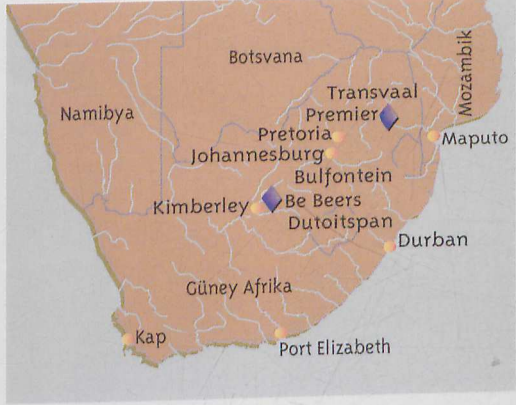 Botsvana
Mozambik
Namibya
Transvaal
Premier
Pretoria
Maputo
Johannesburg
Bulfontein
Kimberley
Be Beers
Dutoitspan
Durban
Güney Afrika
Kap
Port Elizabeth